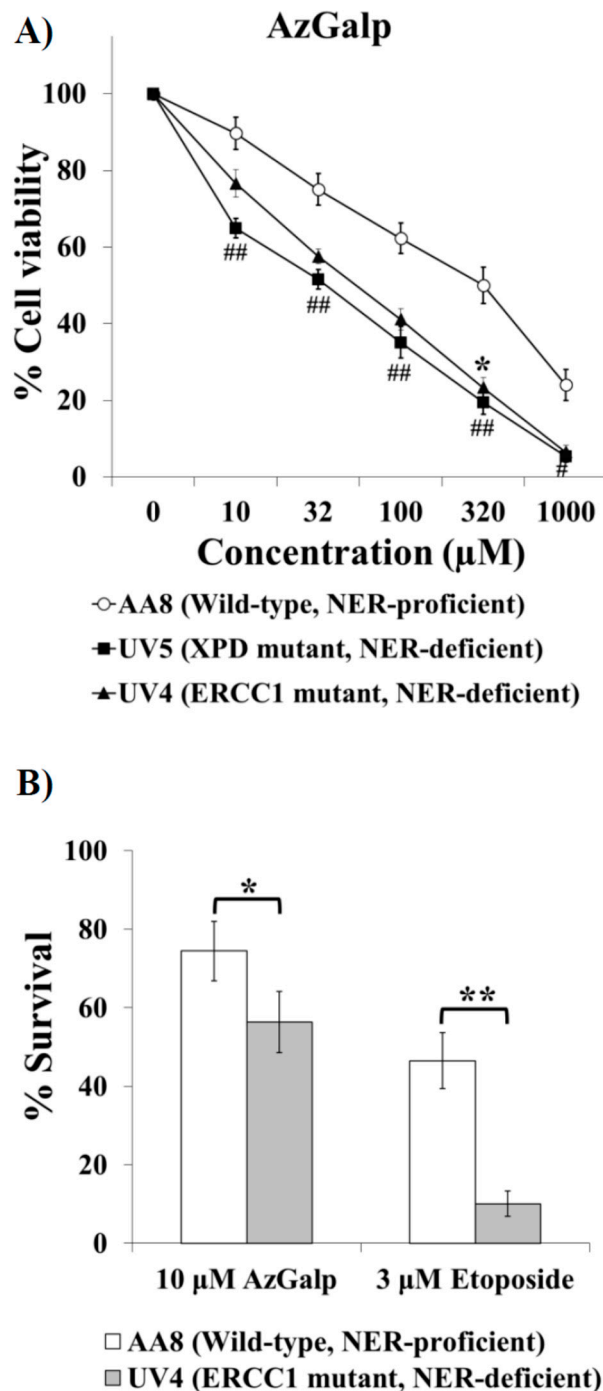 A)
AzGalp
% Cell viability
100
80
60
40
20
0
##
##
##
*
##
#
0 10 32 100 320 1000
Concentration (µM)
AA8 (Wild-type, NER-proficient)
UV5 (XPD mutant, NER-deficient)
UV4 (ERCC1 mutant, NER-deficient)
B)
% Survival
100
80
60
40
20
0
*
**
10 µM AzGalp 3 µM Etoposide
AA8 (Wild-type, NER-proficient)
UV4 (ERCC1 mutant, NER-deficient)